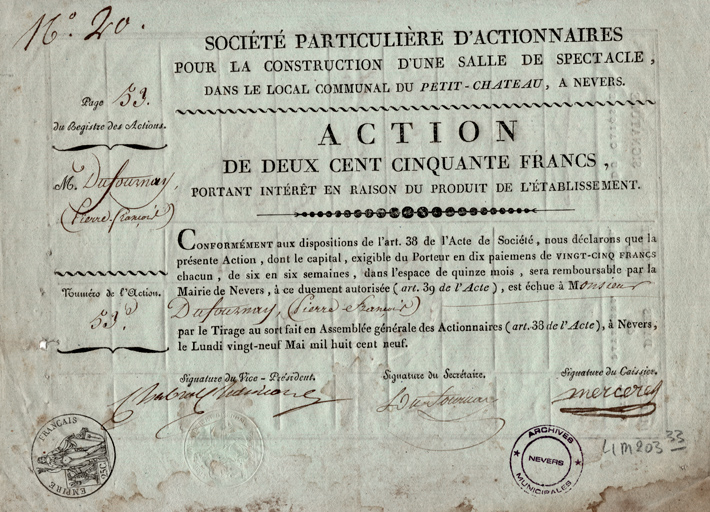 N.° 20.
SOCIÉTÉ PARTICULIÈRE D'ACTIONNAIRES
POUR LA CONSTRUCTION D'UNE SALLE DE SPECTACLE,
DANS LE LOCAL COMMUNAL DU PETIT-CHATEAU, A NEVERS.
Page 53.
du Registre des Actions.
M. Dufournay,
(Pierre François)
Numéro de l'Action.
53
ACTION
DE DEUX CENT CINQUANTE FRANCS,
PORTANT INTÉRÊT EN RAISON DU PRODUIT DE L'ÉTABLISSEMENT.
CONFORMÉMENT aux dispositions de l'art. 38 de l'Acte de Société, nous déclarons que la
présente Action, dont le capital, exigible du Porteur en dix paiemens de VINGT-CINQ FRANCS
chacun, de six en six semaines, dans l'espace de quinze mois, sera remboursable par la
Mairie de Nevers, à ce duement autorisée (art. 39 de l'Acte), est échue à Monsieur
Dufournay, (Pierre François)
par le Tirage au sort fait en Assemblée générale des Actionnaires (art. 38 de l'Acte), à Nevers,
le Lundi vingt-neuf Mai mil huit cent neuf.
Signature du Vice-Président.
Signature du Secrétaire.
Signature du Caissier.
Dufournay
mercere
EMPIRE FRANÇAIS
25C.
ARCHIVES
NEVERS
MUNICIPALES
4M203 33